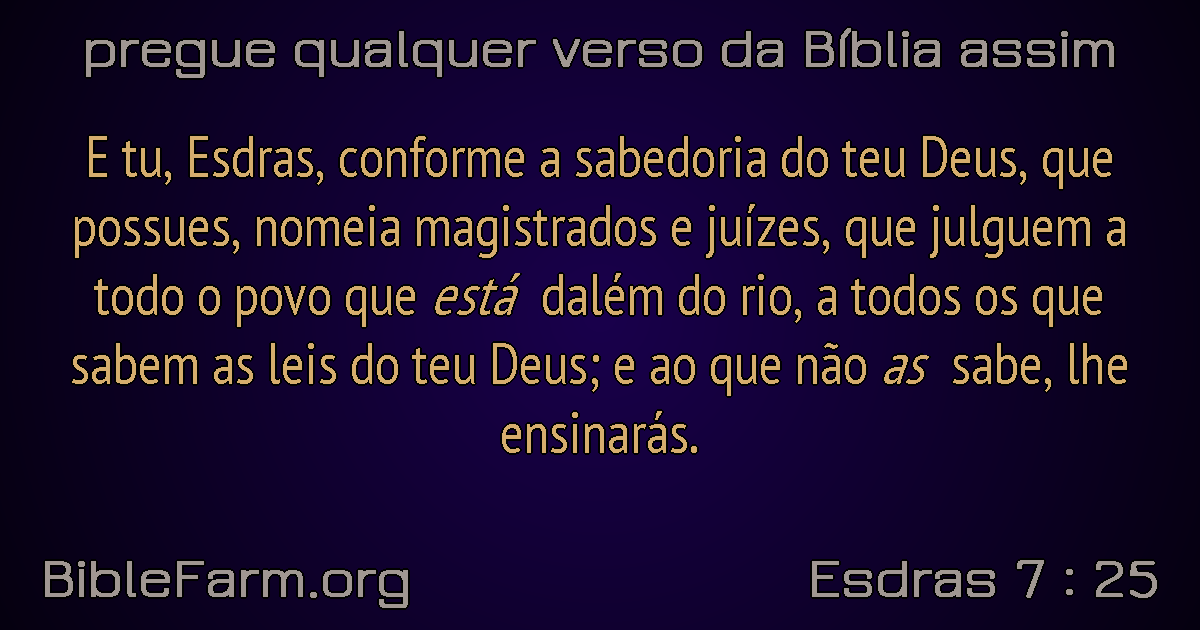 pregue qualquer verso da Bíblia assim
E tu, Esdras, conforme a sabedoria do teu Deus, que
possues, nomeia magistrados e juízes, que julguem a
todo o povo que está dalém do rio, a todos os que
sabem as leis do teu Deus; e ao que não as sabe, lhe
ensinarás.
BibleFarm.org
Esdras 7 : 25